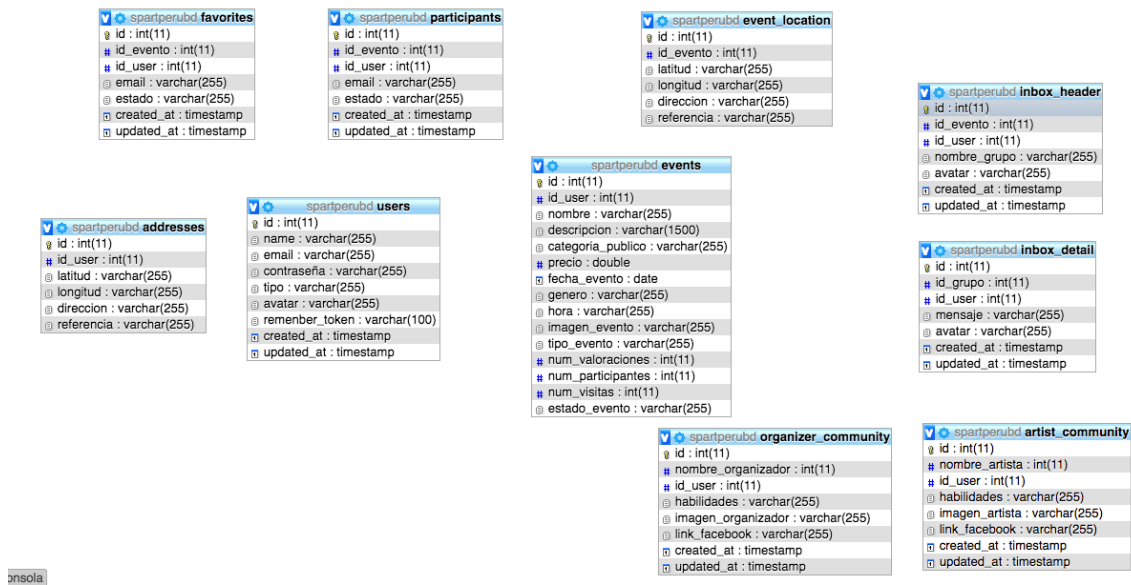 spartperubd favorites
id : int(11)
id_evento : int(11)
id_user : int(11)
email : varchar(255)
estado : varchar(255)
created_at : timestamp
updated_at : timestamp
spartperubd participants
id : int(11)
id_evento : int(11)
id_user : int(11)
email : varchar(255)
estado : varchar(255)
created_at : timestamp
updated_at : timestamp
spartperubd event_location
id : int(11)
id_evento : int(11)
latitud : varchar(255)
longitud : varchar(255)
direccion : varchar(255)
referencia : varchar(255)
spartperubd inbox_header
id : int(11)
id_evento : int(11)
id_user : int(11)
nombre_grupo : varchar(255)
avatar : varchar(255)
created_at : timestamp
updated_at : timestamp
spartperubd addresses
id : int(11)
id_user : int(11)
latitud : varchar(255)
longitud : varchar(255)
direccion : varchar(255)
referencia : varchar(255)
spartperubd users
id : int(11)
name : varchar(255)
email : varchar(255)
contraseña : varchar(255)
tipo : varchar(255)
avatar : varchar(255)
remenber_token : varchar(100)
created_at : timestamp
updated_at : timestamp
spartperubd events
id : int(11)
id_user : int(11)
nombre : varchar(255)
descripcion : varchar(1500)
categoria_publico : varchar(255)
precio : double
fecha_evento : date
genero : varchar(255)
hora : varchar(255)
imagen_evento : varchar(255)
tipo_evento : varchar(255)
num_valoraciones : int(11)
num_participantes : int(11)
num_visitas : int(11)
estado_evento : varchar(255)
spartperubd inbox_detail
id : int(11)
id_grupo : int(11)
id_user : int(11)
mensaje : varchar(255)
avatar : varchar(255)
created_at : timestamp
updated_at : timestamp
spartperubd organizer_community
id : int(11)
nombre_organizador : int(11)
id_user : int(11)
habilidades : varchar(255)
imagen_organizador : varchar(255)
link_facebook : varchar(255)
created_at : timestamp
updated_at : timestamp
spartperubd artist_community
id : int(11)
nombre_artista : int(11)
id_user : int(11)
habilidades : varchar(255)
imagen_artista : varchar(255)
link_facebook : varchar(255)
created_at : timestamp
updated_at : timestamp
onsola